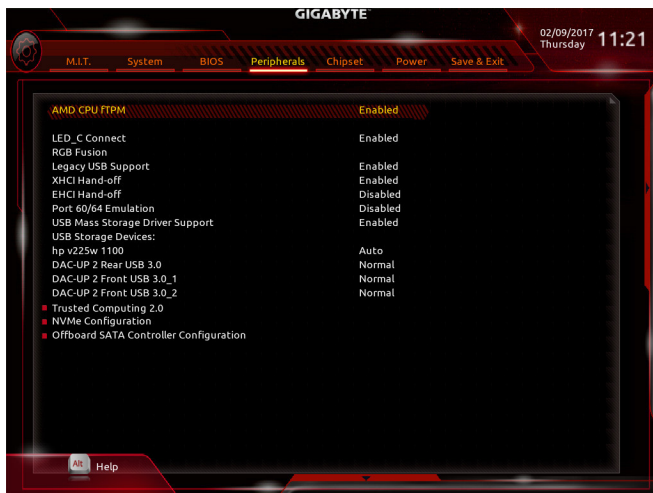 GIGABYTE
02/09/2017 Thursday 11:21
M.I.T. System BIOS Peripherals Chipset Power Save & Exit
AMD CPU fTPM Enabled
LED_C Connect Enabled
RGB Fusion
Legacy USB Support Enabled
XHCI Hand-off Enabled
EHCI Hand-off Disabled
Port 60/64 Emulation Disabled
USB Mass Storage Driver Support Enabled
USB Storage Devices:
hp v225w 1100 Auto
DAC-UP 2 Rear USB 3.0 Normal
DAC-UP 2 Front USB 3.0_1 Normal
DAC-UP 2 Front USB 3.0_2 Normal
Trusted Computing 2.0
NVMe Configuration
Offboard SATA Controller Configuration
Alt Help